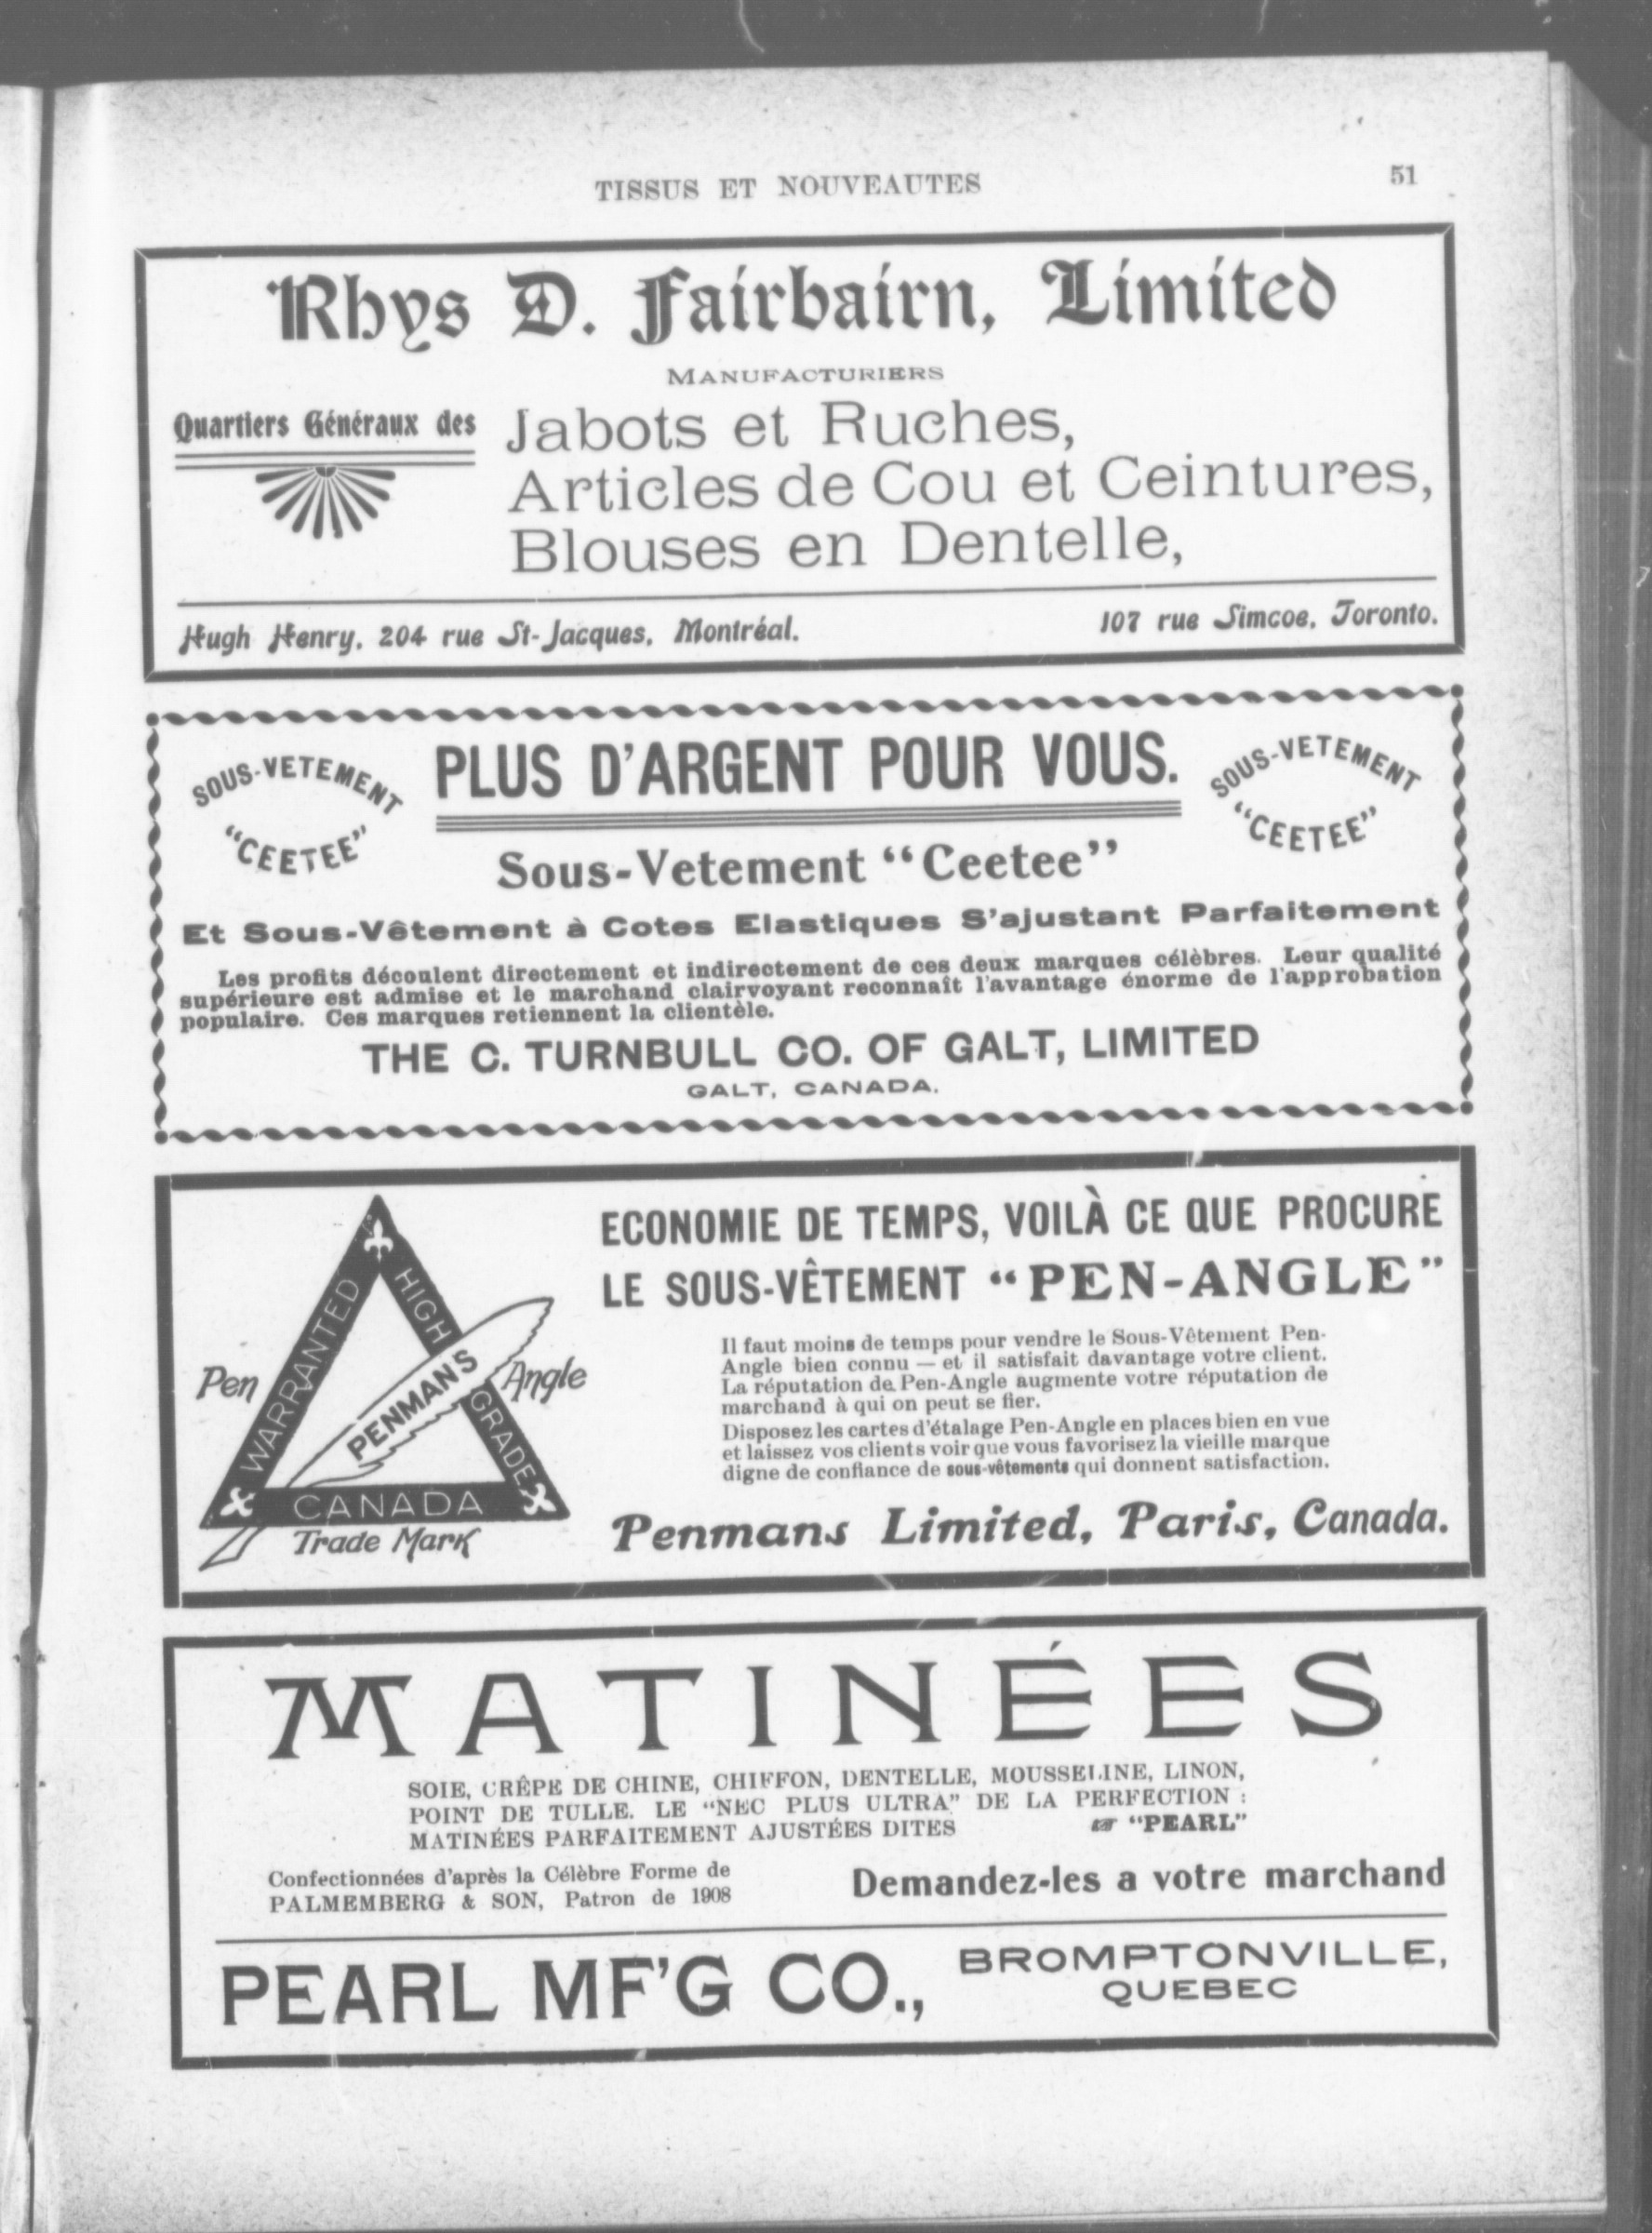 TISSUS ET NOUVEAUTES
51
Rhys D. Fairbairn, Limited
MANUFACTURIERS
Quartiers Généraux des
Jabots et Ruches,
Articles de Cou et Ceintures,
Blouses en Dentelle,
Hugh Henry, 204 rue St-Jacques, Montréal.
107 rue Simcoe, Toronto.
SOUS-VETEMENT
"CEETEE"
PLUS D'ARGENT POUR VOUS.
SOUS-VETEMENT
"CEETEE"
Sous-Vetement "Ceetee"
Et Sous-Vêtement à Cotes Elastiques S'ajustant Parfaitement
Les profits découlent directement et indirectement de ces deux marques célèbres. Leur qualité
supérieure est admise et le marchand clairvoyant reconnaît l'avantage énorme de l'approbation
populaire. Ces marques retiennent la clientèle.
THE C. TURNBULL CO. OF GALT, LIMITED
GALT, CANADA.
Pen Angle
WARRANTED
HIGH GRADE
PENMANS
CANADA
Trade Mark
ECONOMIE DE TEMPS, VOILÀ CE QUE PROCURE
LE SOUS-VÊTEMENT "PEN-ANGLE"
Il faut moins de temps pour vendre le Sous-Vêtement Pen-
Angle bien connu — et il satisfait davantage votre client.
La réputation de Pen-Angle augmente votre réputation de
marchand à qui on peut se fier.
Disposez les cartes d'étalage Pen-Angle en places bien en vue
et laissez vos clients voir que vous favorisez la vieille marque
digne de confiance de sous-vêtements qui donnent satisfaction.
Penmans Limited, Paris, Canada.
MATINÉES
SOIE, CRÊPE DE CHINE, CHIFFON, DENTELLE, MOUSSELINE, LINON,
POINT DE TULLE. LE "NEC PLUS ULTRA" DE LA PERFECTION :
MATINÉES PARFAITEMENT AJUSTÉES DITES ☞ "PEARL"
Confectionnées d'après la Célèbre Forme de
PALMEMBERG & SON, Patron de 1908
Demandez-les a votre marchand
PEARL MF'G CO.,
BROMPTONVILLE,
QUEBEC